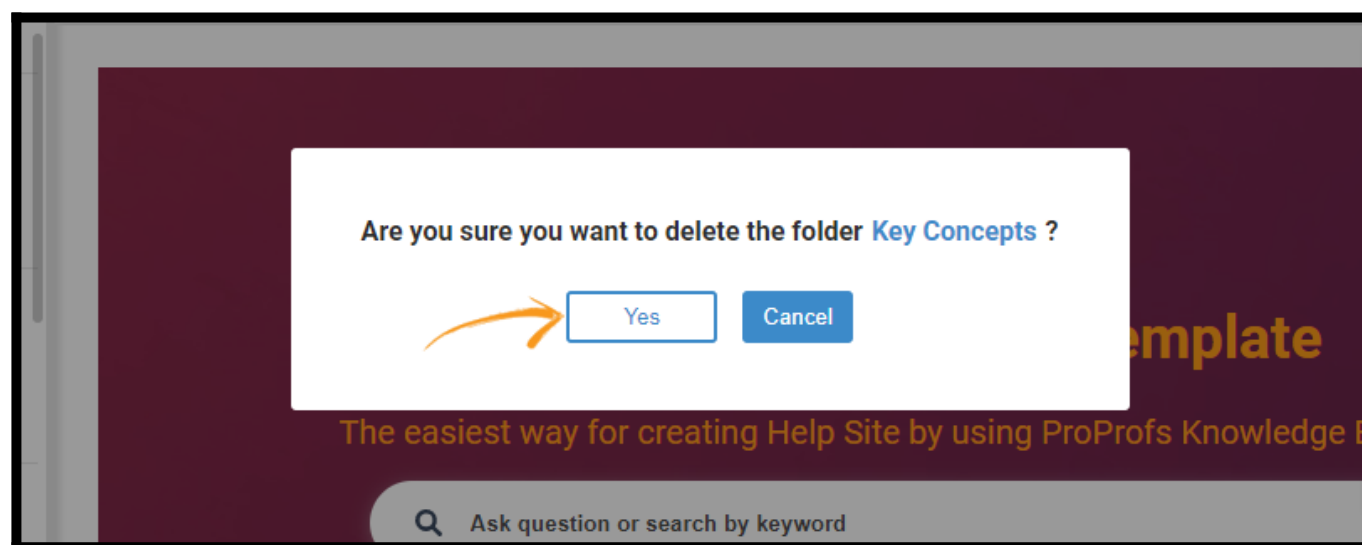 Are you sure you want to delete the folder Key Concepts ?
Yes
Cancel
The easiest way for creating Help Site by using ProProfs Knowledge
Ask question or search by keyword